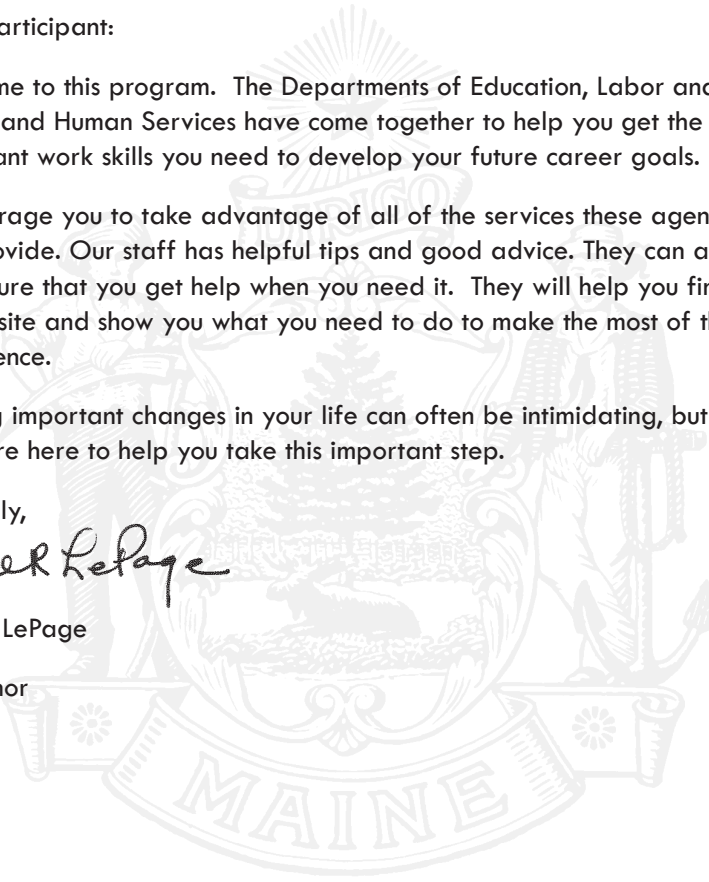 articipant:
me to this program. The Departments of Education, Labor and
and Human Services have come together to help you get the
ant work skills you need to develop your future career goals.
rage you to take advantage of all of the services these agen
ovide. Our staff has helpful tips and good advice. They can a
ure that you get help when you need it. They will help you fin
site and show you what you need to do to make the most of th
ence.
g important changes in your life can often be intimidating, but
re here to help you take this important step.
ly,
LePage
LePage
nor
DIRIGO
MAINE